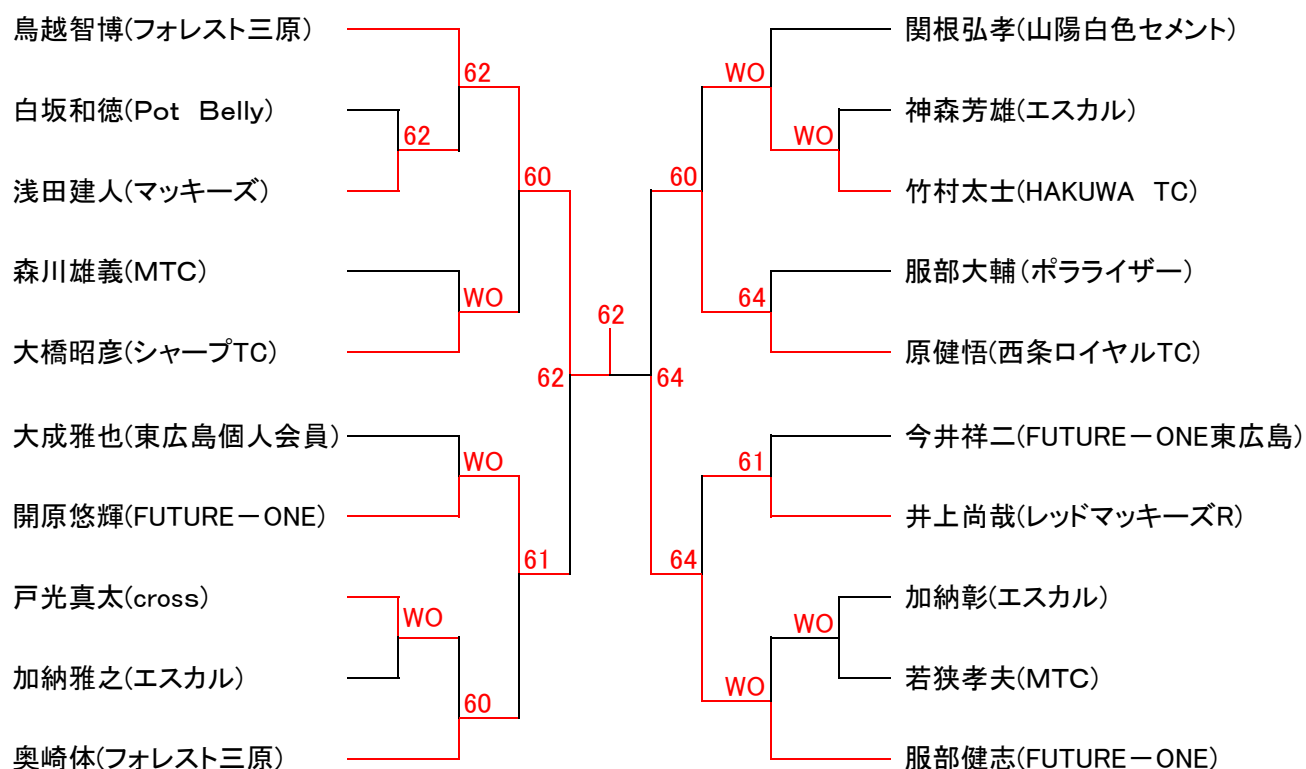 鳥越智博(フォレスト三原)
62
白坂和徳(Pot Belly)
62
浅田建人(マッキーズ)
60
森川雄義(MTC)
WO
大橋昭彦(シャープTC)
62
大成雅也(東広島個人会員)
WO
開原悠輝(FUTURE－ONE)
61
戸光真太(cross)
WO
加納雅之(エスカル)
60
奥崎体(フォレスト三原)
62
関根弘孝(山陽白色セメント)
WO
神森芳雄(エスカル)
WO
竹村太士(HAKUWA TC)
60
服部大輔(ポラライザー)
64
原健悟(西条ロイヤルTC)
64
今井祥二(FUTURE－ONE東広島)
61
井上尚哉(レッドマッキーズR)
64
加納彰(エスカル)
WO
若狭孝夫(MTC)
WO
服部健志(FUTURE－ONE)